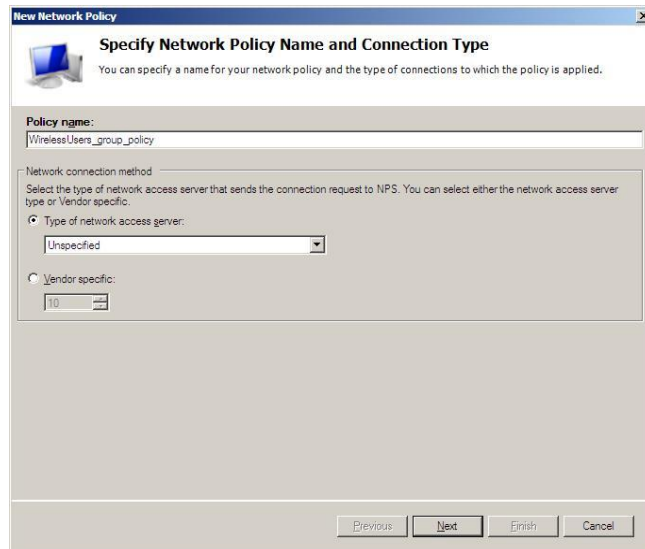 New Network Policy
Specify Network Policy Name and Connection Type
You can specify a name for your network policy and the type of connections to which the policy is applied.
Policy name:
WirelessUsers_group_policy
Network connection method
Select the type of network access server that sends the connection request to NPS. You can select either the network access server
type or Vendor specific.
Type of network access server:
Unspecified
Vendor specific:
10
Previous Next Finish Cancel